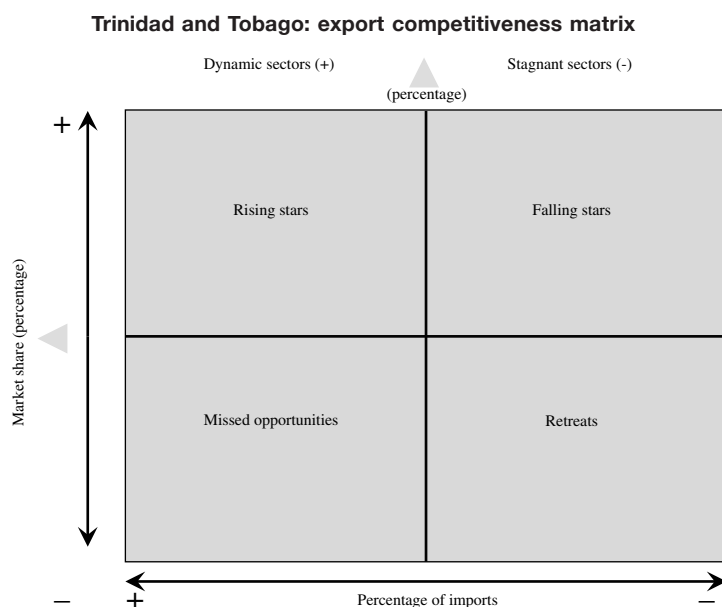 Trinidad and Tobago: export competitiveness matrix
Dynamic sectors (+)
Stagnant sectors (-)
(percentage)
+
Rising stars
Falling stars
Market share (percentage)
Missed opportunities
Retreats
−
+
Percentage of imports
−